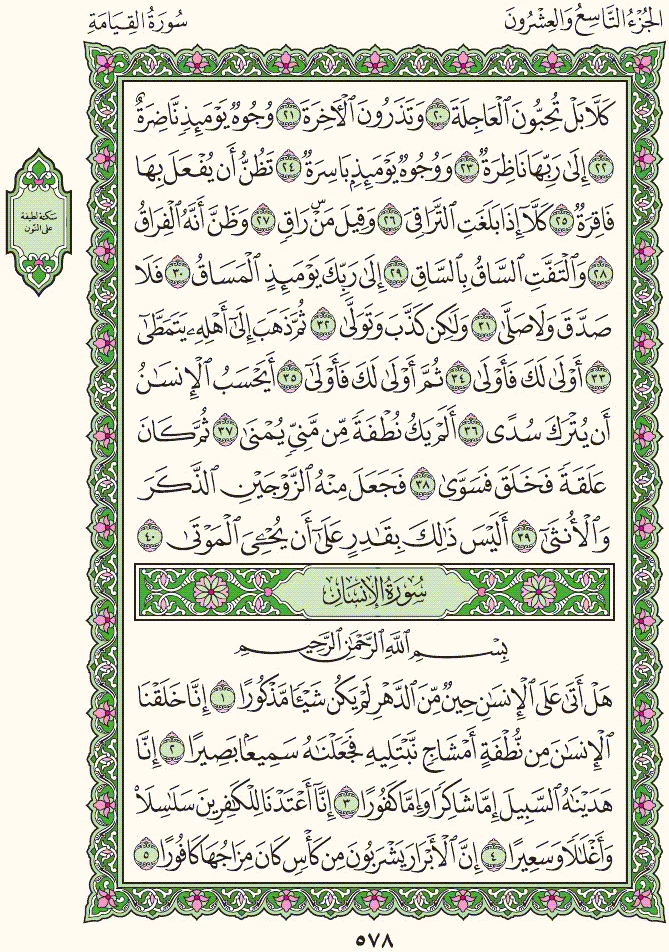 الجُزْءُ التَّاسِعُ وَالعِشْرُونَ
سُورَةُ القِيَامَةِ
كَلَّا بَلْ تُحِبُّونَ الْعَاجِلَةَ ٢٠ وَتَذَرُونَ الْآخِرَةَ ٢١ وُجُوهٌ يَوْمَئِذٍ نَّاضِرَةٌ
٢٢ إِلَىٰ رَبِّهَا نَاظِرَةٌ ٢٣ وَوُجُوهٌ يَوْمَئِذٍ بَاسِرَةٌ ٢٤ تَظُنُّ أَن يُفْعَلَ بِهَا
فَاقِرَةٌ ٢٥ كَلَّا إِذَا بَلَغَتِ التَّرَاقِيَ ٢٦ وَقِيلَ مَنْ ۜ رَاقٍ ٢٧ وَظَنَّ أَنَّهُ الْفِرَاقُ
٢٨ وَالْتَفَّتِ السَّاقُ بِالسَّاقِ ٢٩ إِلَىٰ رَبِّكَ يَوْمَئِذٍ الْمَسَاقُ ٣٠ فَلَا
صَدَّقَ وَلَا صَلَّىٰ ٣١ وَلَٰكِن كَذَّبَ وَتَوَلَّىٰ ٣٢ ثُمَّ ذَهَبَ إِلَىٰ أَهْلِهِ يَتَمَطَّىٰ
٣٣ أَوْلَىٰ لَكَ فَأَوْلَىٰ ٣٤ ثُمَّ أَوْلَىٰ لَكَ فَأَوْلَىٰ ٣٥ أَيَحْسَبُ الْإِنسَانُ
أَن يُتْرَكَ سُدًى ٣٦ أَلَمْ يَكُ نُطْفَةً مِّن مَّنِيٍّ يُمْنَىٰ ٣٧ ثُمَّ كَانَ
عَلَقَةً فَخَلَقَ فَسَوَّىٰ ٣٨ فَجَعَلَ مِنْهُ الزَّوْجَيْنِ الذَّكَرَ
وَالْأُنثَىٰ ٣٩ أَلَيْسَ ذَٰلِكَ بِقَادِرٍ عَلَىٰ أَن يُحْيِيَ الْمَوْتَىٰ ٤٠
سُورَةُ الإِنسَانِ
بِسْمِ اللَّهِ الرَّحْمَٰنِ الرَّحِيمِ
هَلْ أَتَىٰ عَلَى الْإِنسَانِ حِينٌ مِّنَ الدَّهْرِ لَمْ يَكُن شَيْئًا مَّذْكُورًا ١ إِنَّا خَلَقْنَا
الْإِنسَانَ مِن نُّطْفَةٍ أَمْشَاجٍ نَّبْتَلِيهِ فَجَعَلْنَاهُ سَمِيعًا بَصِيرًا ٢ إِنَّا
هَدَيْنَاهُ السَّبِيلَ إِمَّا شَاكِرًا وَإِمَّا كَفُورًا ٣ إِنَّا أَعْتَدْنَا لِلْكَافِرِينَ سَلَاسِلَا
وَأَغْلَالًا وَسَعِيرًا ٤ إِنَّ الْأَبْرَارَ يَشْرَبُونَ مِن كَأْسٍ كَانَ مِزَاجُهَا كَافُورًا ٥
سكتة لطيفة
على النون
٥٧٨